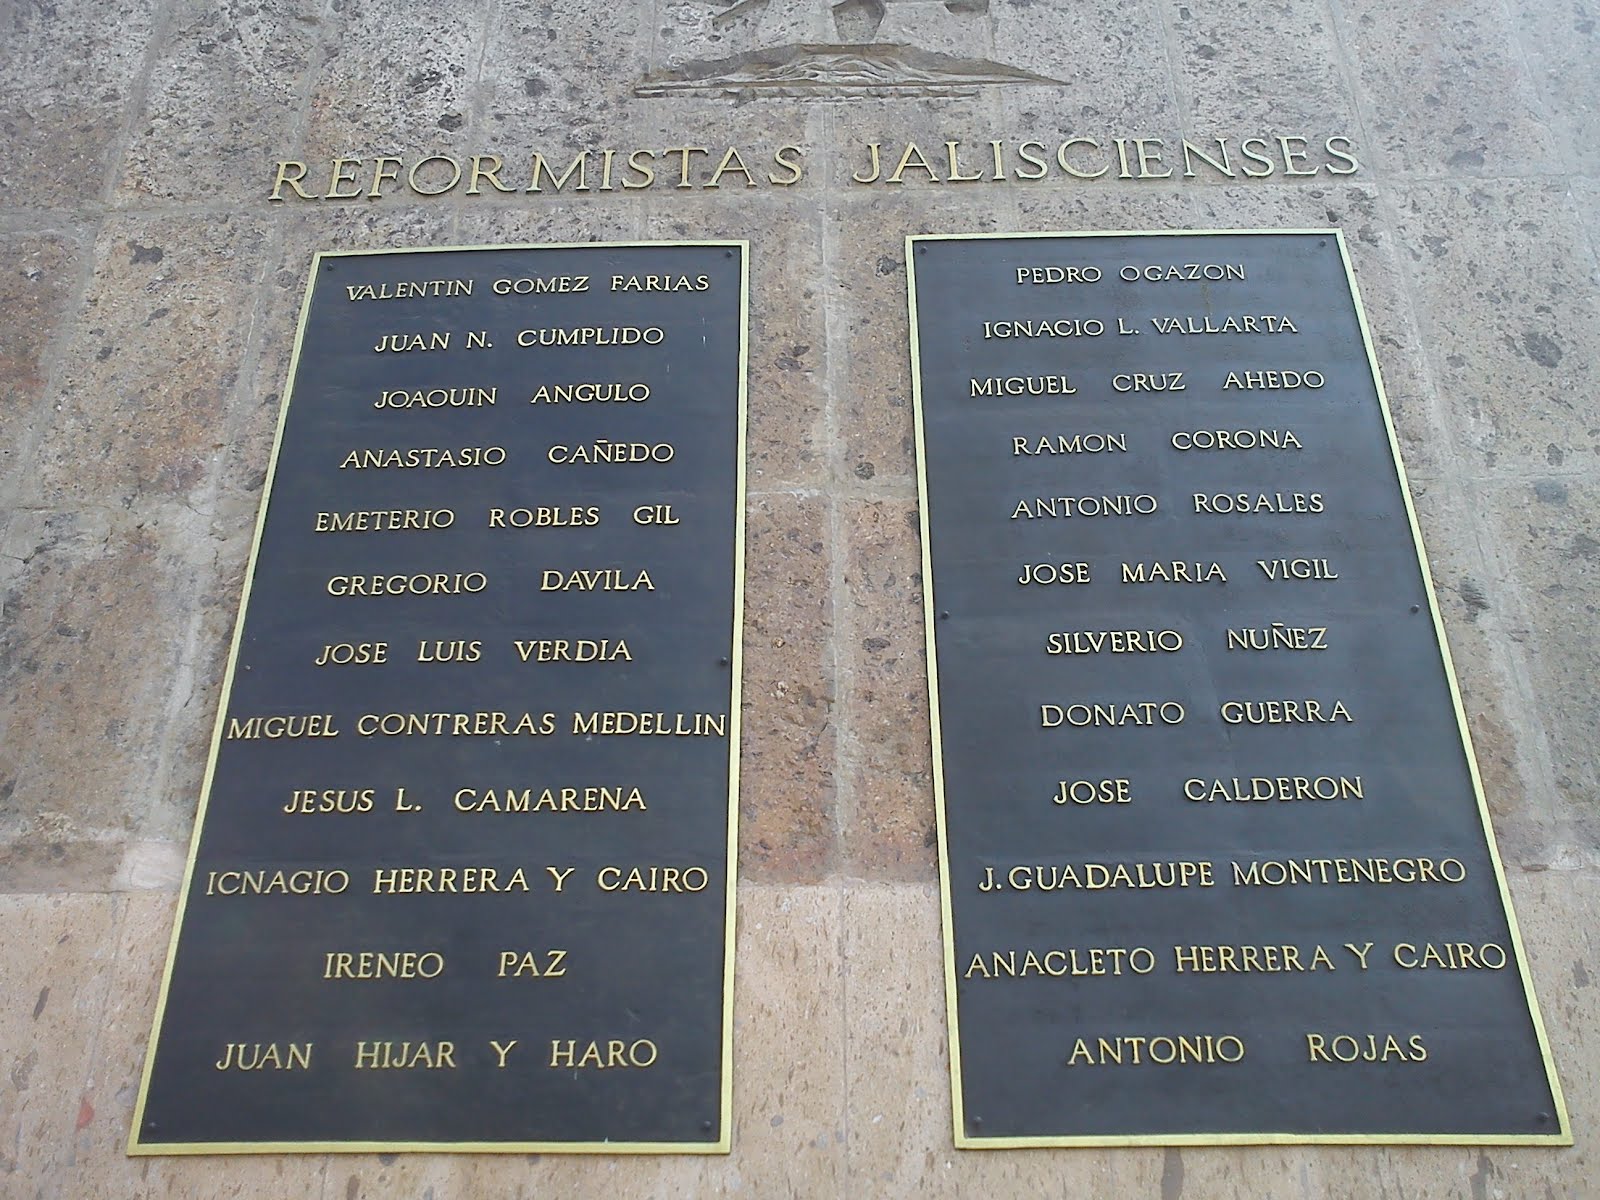 REFORMISTAS JALISCIENSES
VALENTIN GOMEZ FARIAS
JUAN N. CUMPLIDO
JOAOUIN ANGULO
ANASTASIO CAÑEDO
EMETERIO ROBLES GIL
GREGORIO DAVILA
JOSE LUIS VERDIA
MIGUEL CONTRERAS MEDELLIN
JESUS L. CAMARENA
ICNAGIO HERRERA Y CAIRO
IRENEO PAZ
JUAN HIJAR Y HARO
PEDRO OGAZON
IGNACIO L. VALLARTA
MIGUEL CRUZ AHEDO
RAMON CORONA
ANTONIO ROSALES
JOSE MARIA VIGIL
SILVERIO NUÑEZ
DONATO GUERRA
JOSE CALDERON
J. GUADALUPE MONTENEGRO
ANACLETO HERRERA Y CAIRO
ANTONIO ROJAS